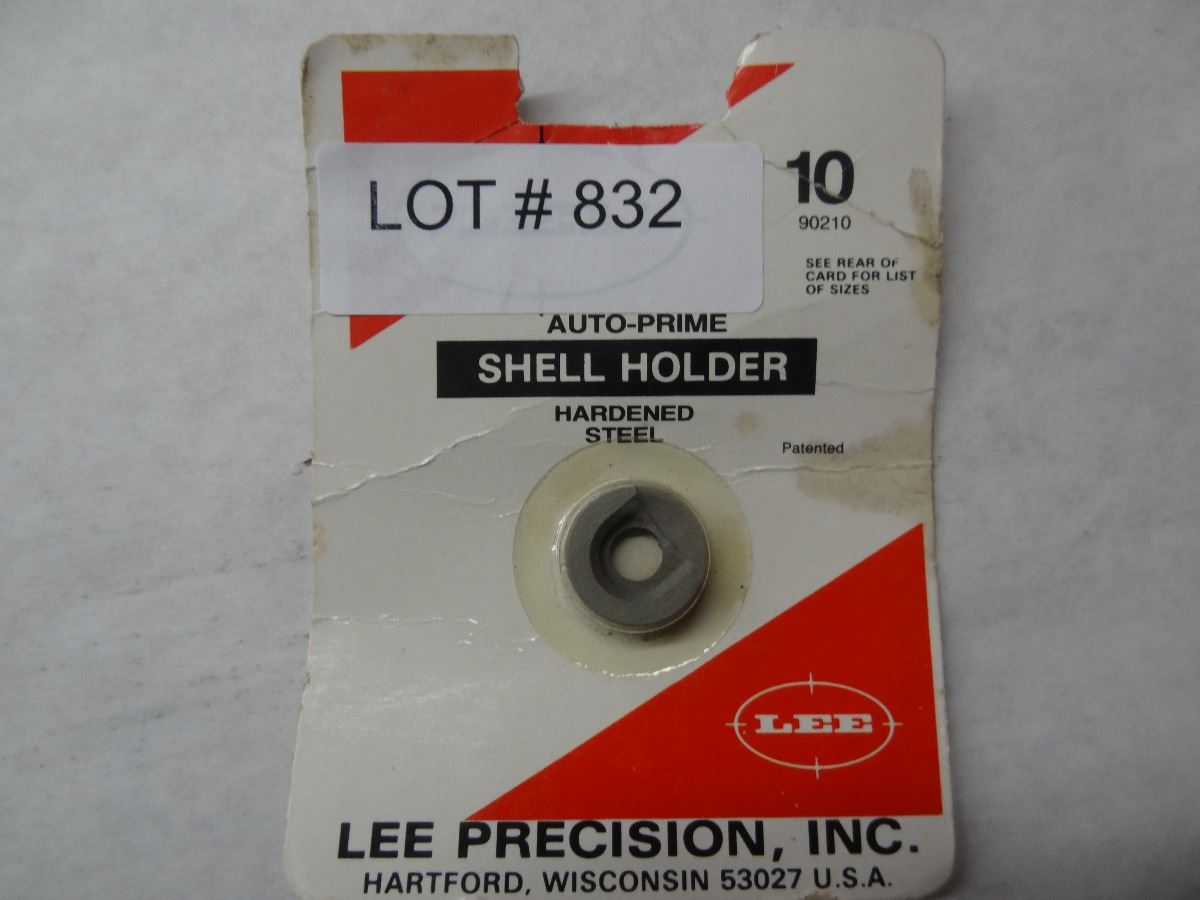 LOT # 832
10
90210
SEE REAR OF
CARD FOR LIST
OF SIZES
AUTO-PRIME
SHELL HOLDER
HARDENED
STEEL
Patented
LEE
LEE PRECISION, INC.
HARTFORD, WISCONSIN 53027 U.S.A.